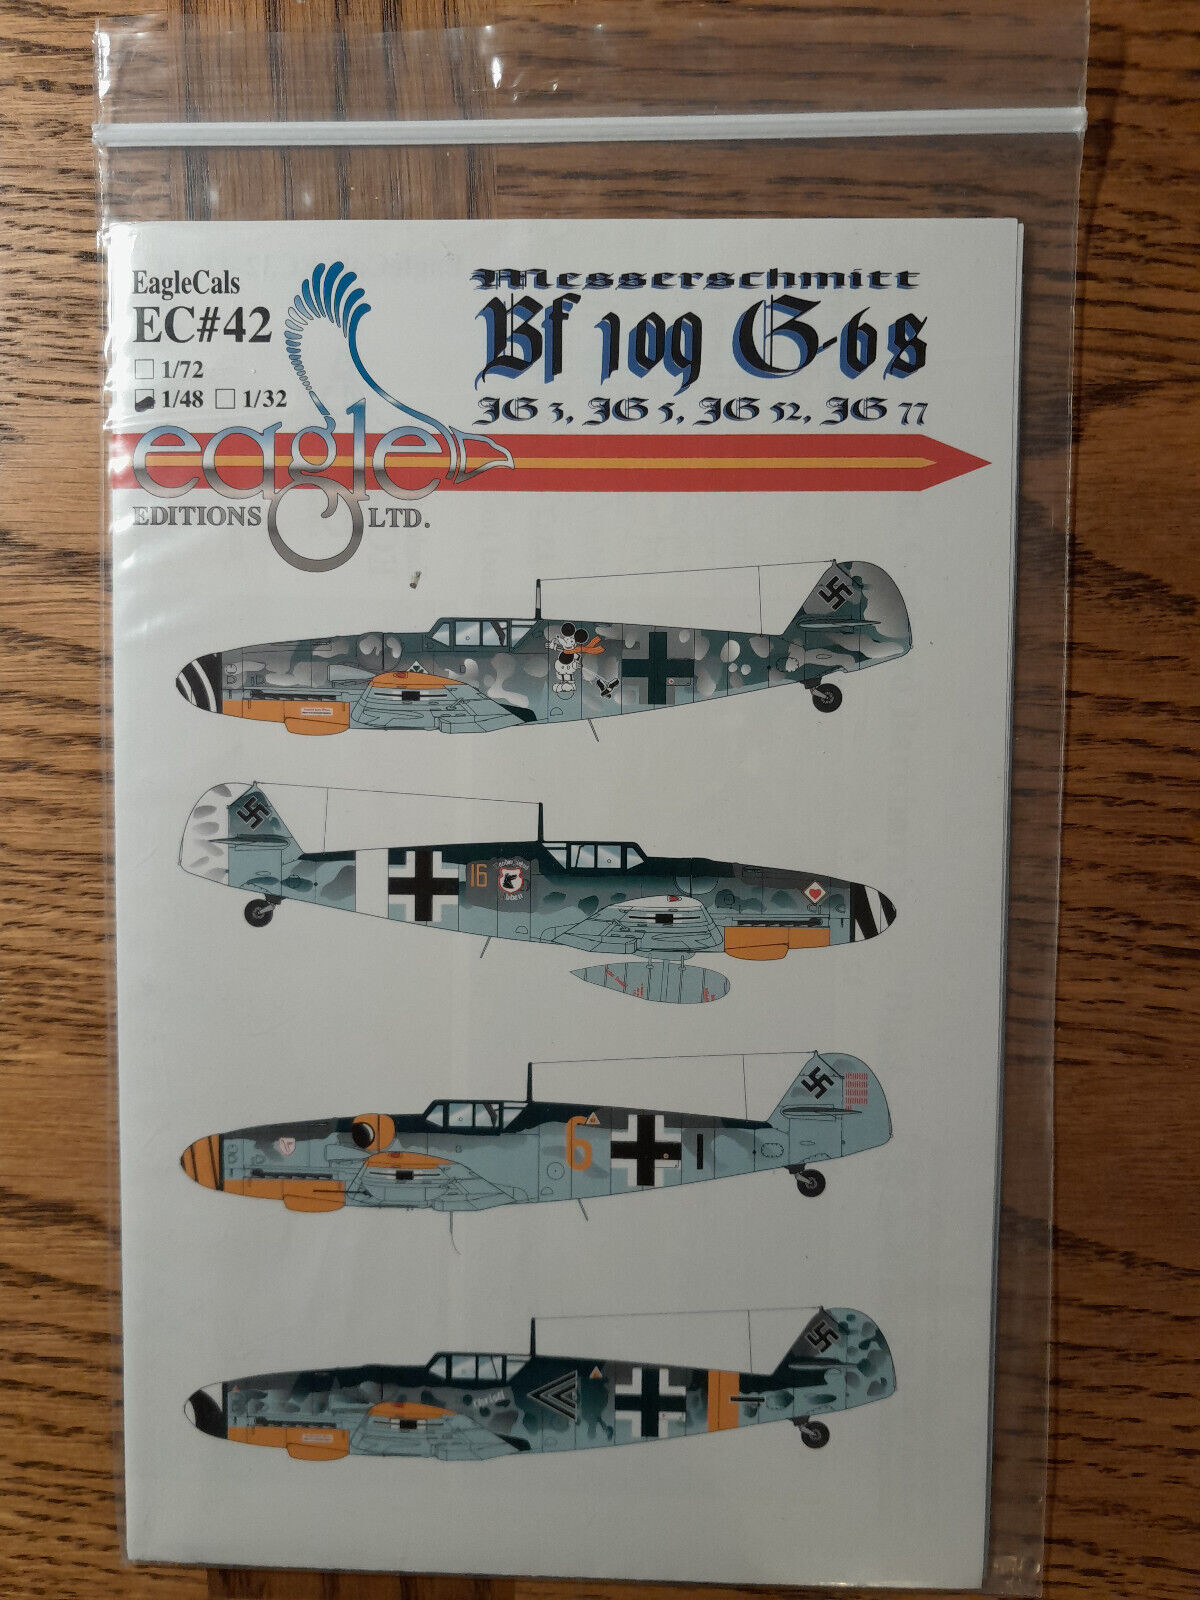 EagleCals
EC#42
1/72
1/48 1/32
eagle
EDITIONS LTD.
Messerschmitt
Bf 109 G-6s
JG 3, JG 5, JG 52, JG 77
16
6